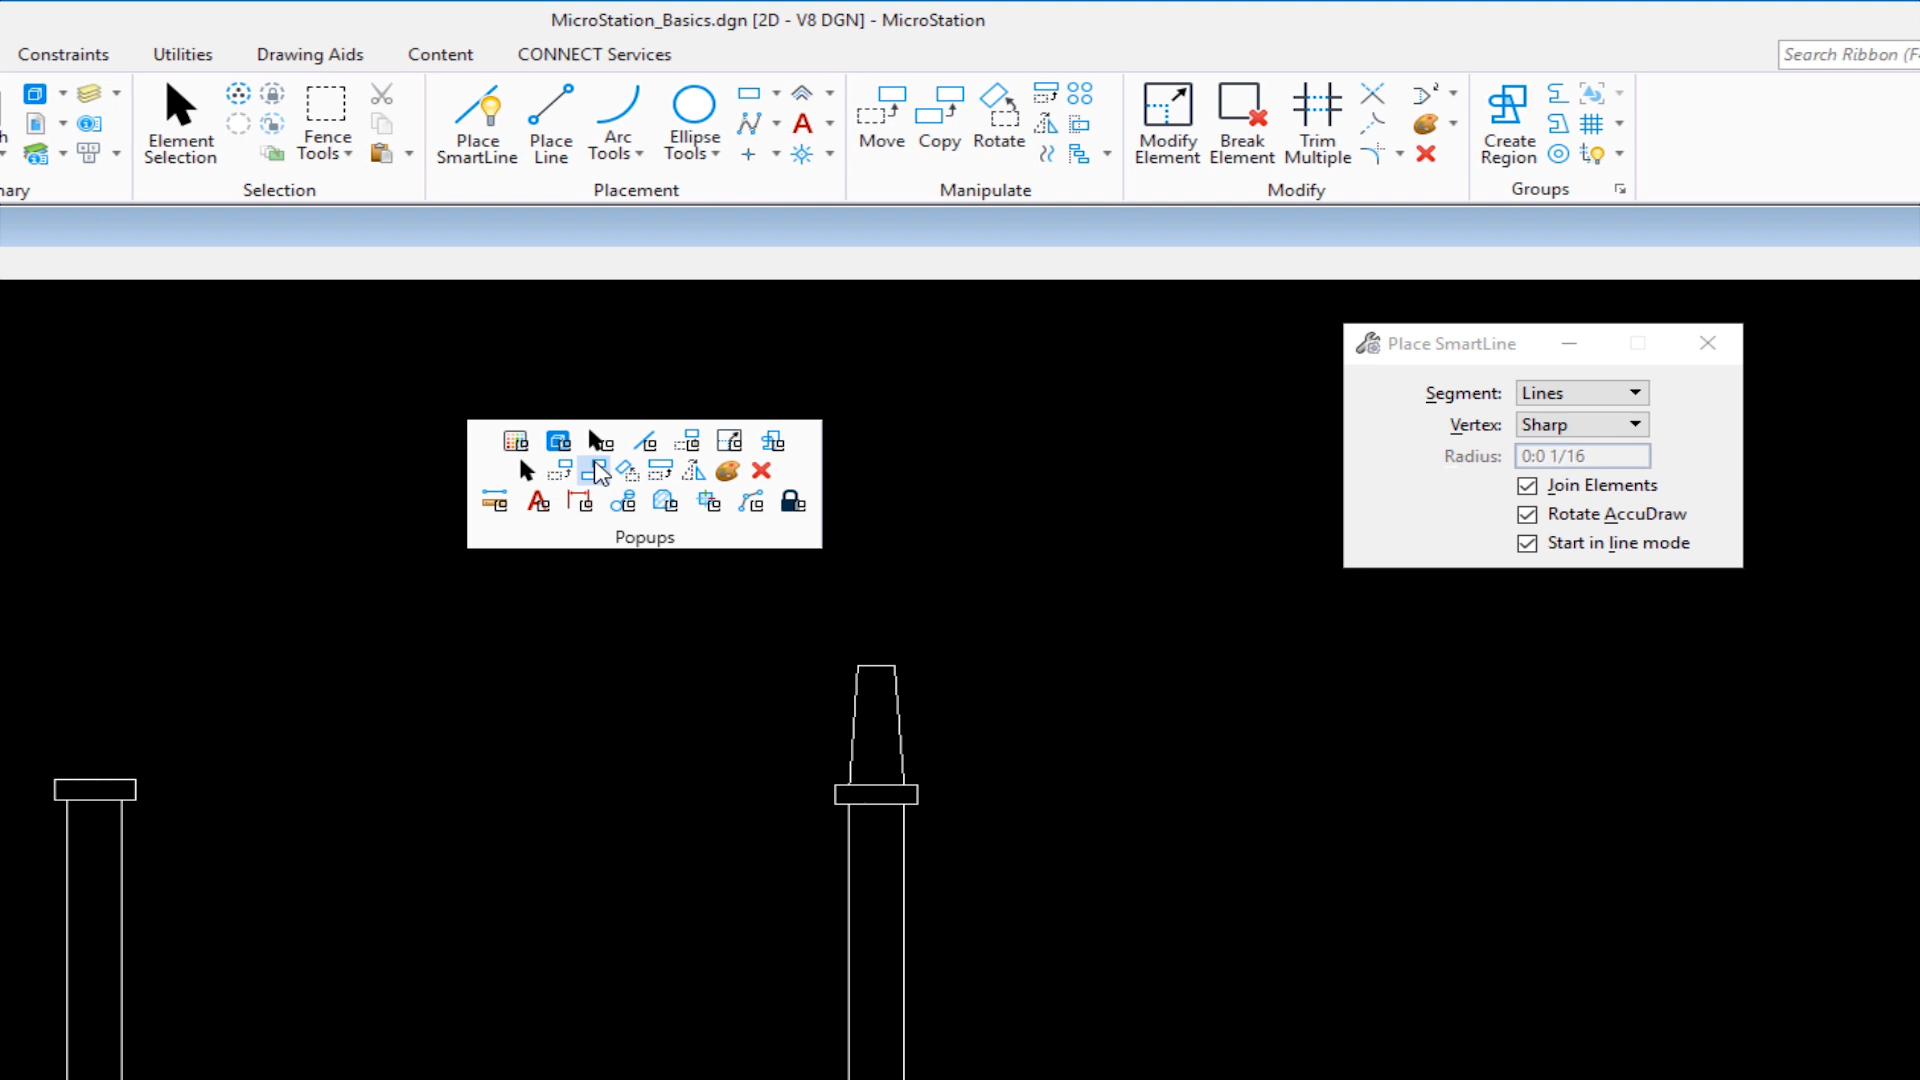 MicroStation_Basics.dgn [2D - V8 DGN] - MicroStation
Constraints
Utilities
Drawing Aids
Content
CONNECT Services
Search Ribbon (F4
Element
Selection
Fence
Tools
Selection
Place
SmartLine
Place
Line
Arc
Tools
Ellipse
Tools
Placement
Move
Copy
Rotate
Manipulate
Modify
Element
Break
Element
Trim
Multiple
Modify
Create
Region
Groups
Place SmartLine
Segment:
Lines
Vertex:
Sharp
Radius:
0:0 1/16
Join Elements
Rotate AccuDraw
Start in line mode
Popups